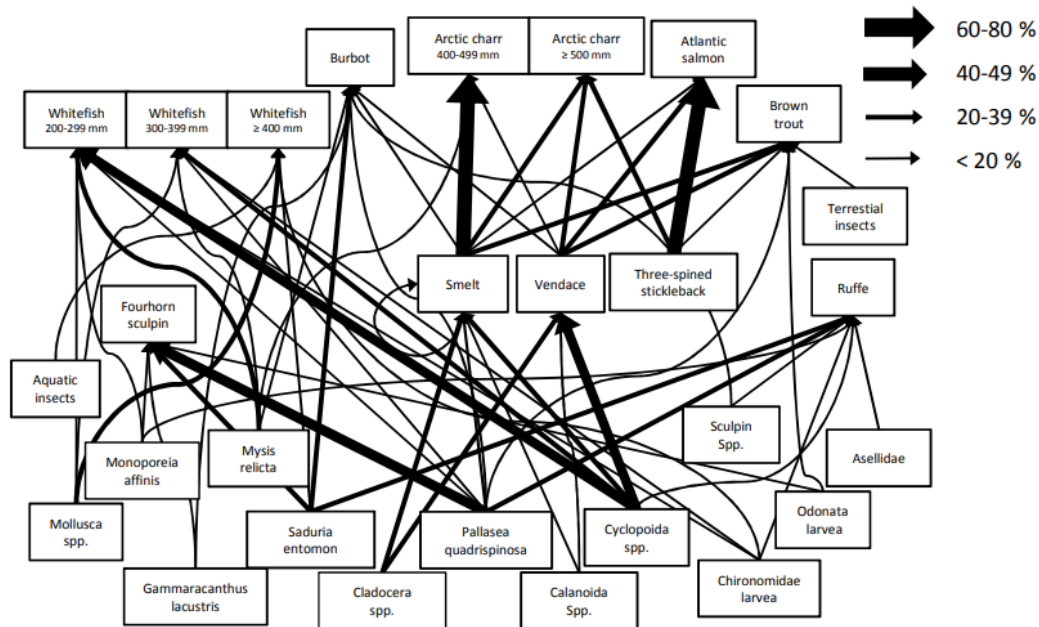 Burbot
Arctic charr
400-499 mm
Arctic charr
≥ 500 mm
Atlantic
salmon
60-80 %
40-49 %
20-39 %
< 20 %
Whitefish
200-299 mm
Whitefish
300-399 mm
Whitefish
≥ 400 mm
Brown
trout
Terrestial
insects
Fourhorn
sculpin
Smelt
Vendace
Three-spined
stickleback
Ruffe
Aquatic
insects
Monoporeia
affinis
Mysis
relicta
Sculpin
Spp.
Asellidae
Mollusca
spp.
Saduria
entomon
Pallasea
quadrispinosa
Cyclopoida
spp.
Odonata
larvea
Gammaracanthus
lacustris
Cladocera
spp.
Calanoida
Spp.
Chironomidae
larvea